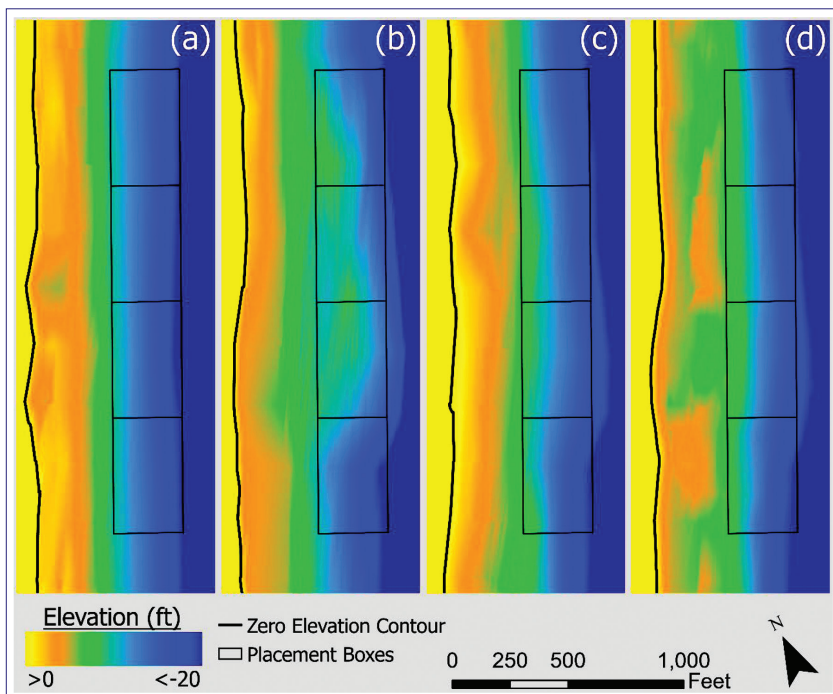 (a) (b) (c) (d)
Elevation (ft)
>0 <-20
Zero Elevation Contour
Placement Boxes
0 250 500 1,000
Feet
N